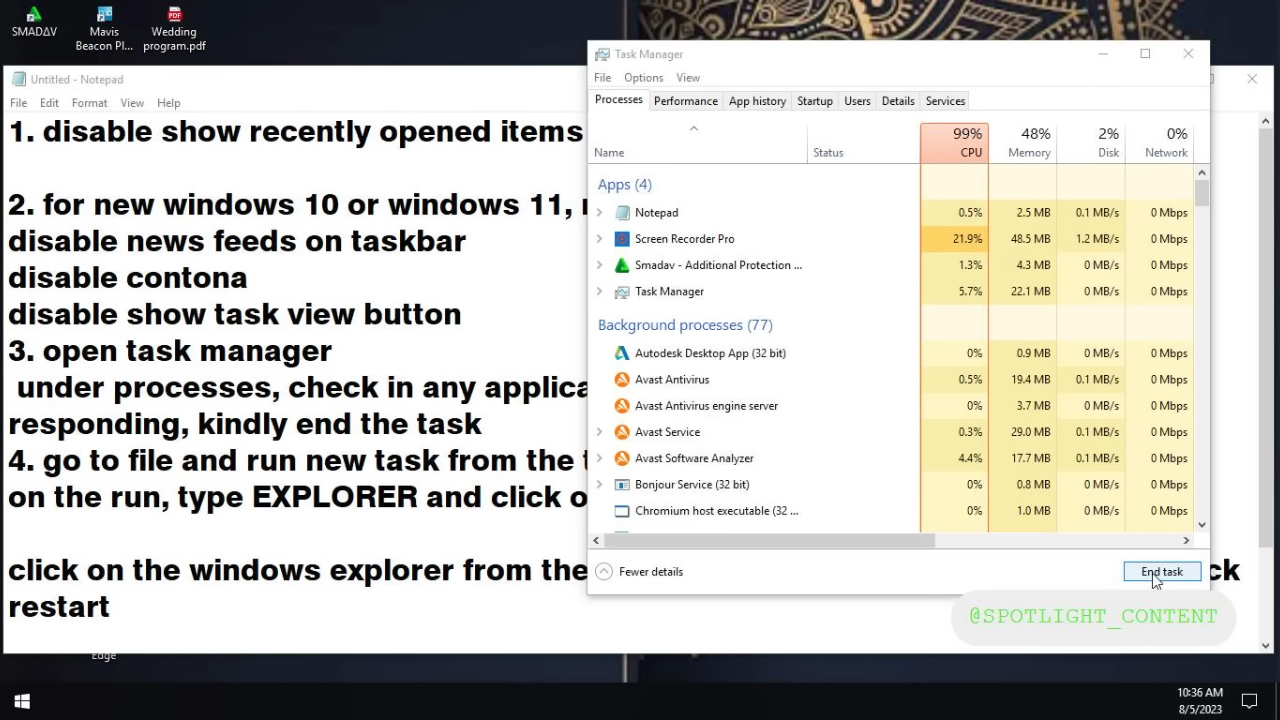 SMADΔV
Mavis
Beacon Pl...
Wedding
program.pdf
Untitled - Notepad
File Edit Format View Help
1. disable show recently opened items
2. for new windows 10 or windows 11,
disable news feeds on taskbar
disable contona
disable show task view button
3. open task manager
under processes, check in any applica
responding, kindly end the task
4. go to file and run new task from the
on the run, type EXPLORER and click o
click on the windows explorer from the ck
restart
Task Manager
File Options View
Processes Performance App history Startup Users Details Services
99% 48% 2% 0%
Name Status CPU Memory Disk Network
Apps (4)
Notepad 0.5% 2.5 MB 0.1 MB/s 0 Mbps
Screen Recorder Pro 21.9% 48.5 MB 1.2 MB/s 0 Mbps
Smadav - Additional Protection ... 1.3% 4.3 MB 0 MB/s 0 Mbps
Task Manager 5.7% 22.1 MB 0 MB/s 0 Mbps
Background processes (77)
Autodesk Desktop App (32 bit) 0% 0.9 MB 0 MB/s 0 Mbps
Avast Antivirus 0.5% 19.4 MB 0.1 MB/s 0 Mbps
Avast Antivirus engine server 0% 3.7 MB 0 MB/s 0 Mbps
Avast Service 0.3% 29.0 MB 0.1 MB/s 0 Mbps
Avast Software Analyzer 4.4% 17.7 MB 0.1 MB/s 0 Mbps
Bonjour Service (32 bit) 0% 0.8 MB 0 MB/s 0 Mbps
Chromium host executable (32 ... 0% 1.0 MB 0 MB/s 0 Mbps
Fewer details
End task
@SPOTLIGHT_CONTENT
Edge
10:36 AM
8/5/2023